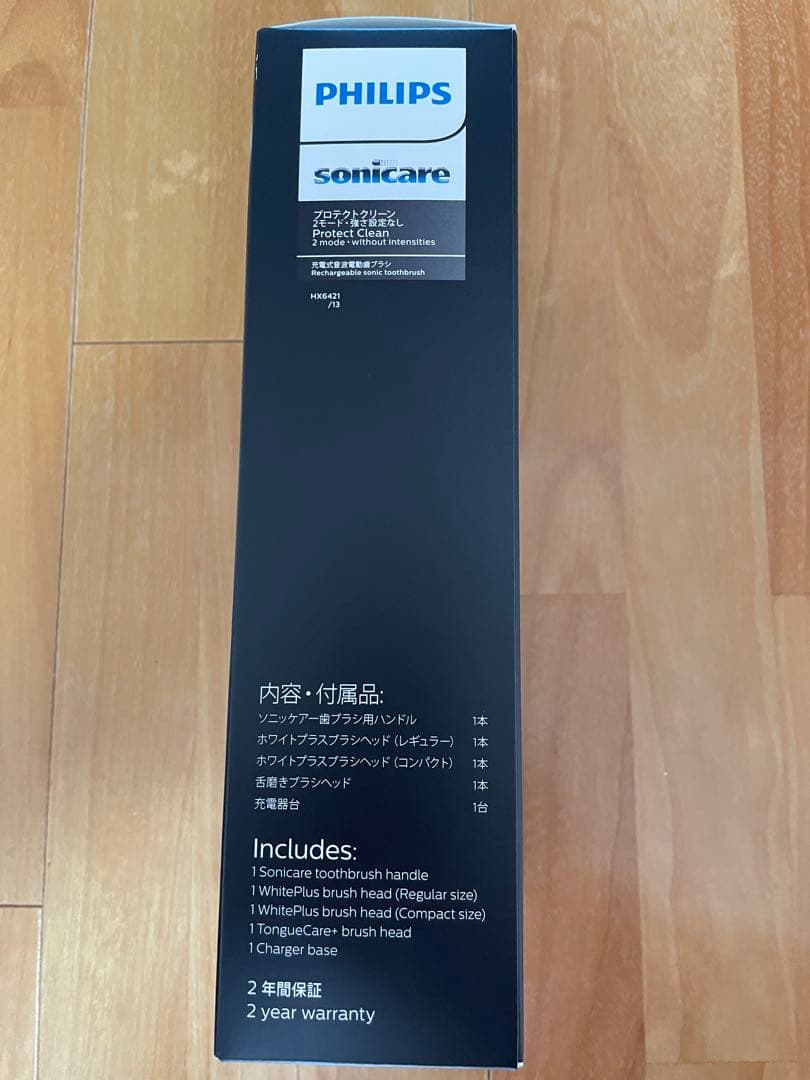 PHILIPS
sonicare
プロテクトクリーン
2モード・強さ設定なし
Protect Clean
2 mode・without intensities
充電式音波電動歯ブラシ
Rechargeable sonic toothbrush
HX6421
/13
内容・付属品:
ソニッケアー歯ブラシ用ハンドル 1本
ホワイトプラスブラシヘッド（レギュラー） 1本
ホワイトプラスブラシヘッド（コンパクト） 1本
舌磨きブラシヘッド 1本
充電器台 1台
Includes:
1 Sonicare toothbrush handle
1 WhitePlus brush head (Regular size)
1 WhitePlus brush head (Compact size)
1 TongueCare+ brush head
1 Charger base
2 年間保証
2 year warranty